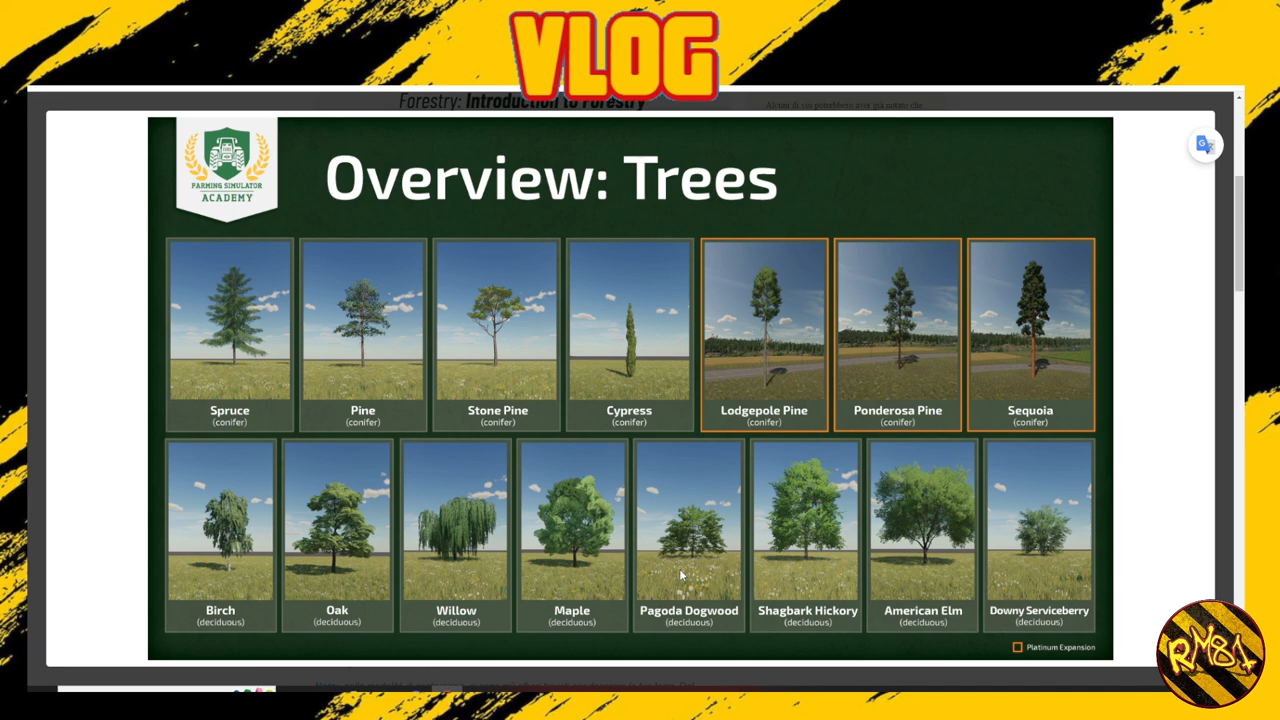 VLOG
Forestry: Introduction to Forestry
Alcuni di voi potrebbero aver già notato che
FARMING SIMULATOR
ACADEMY
Overview: Trees
Spruce
(conifer)
Pine
(conifer)
Stone Pine
(conifer)
Cypress
(conifer)
Lodgepole Pine
(conifer)
Ponderosa Pine
(conifer)
Sequoia
(conifer)
Birch
(deciduous)
Oak
(deciduous)
Willow
(deciduous)
Maple
(deciduous)
Pagoda Dogwood
(deciduous)
Shagbark Hickory
(deciduous)
American Elm
(deciduous)
Downy Serviceberry
(deciduous)
Platinum Expansion
RM81